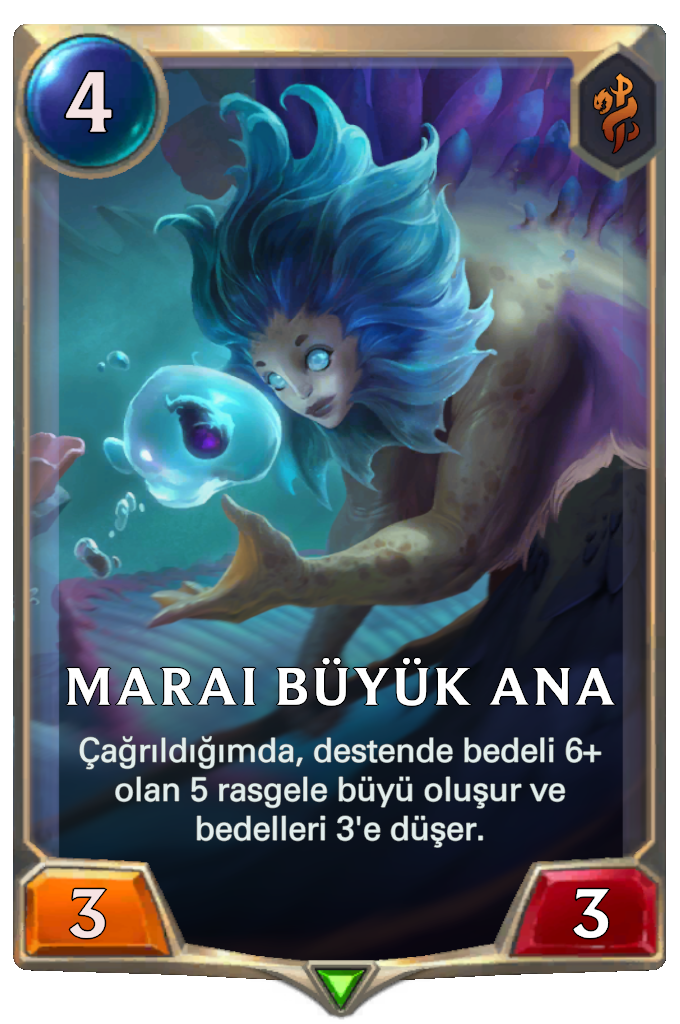 4
MARAI BÜYÜK ANA
Çağrıldığımda, destende bedeli 6+
olan 5 rasgele büyü oluşur ve
bedelleri 3'e düşer.
3
3